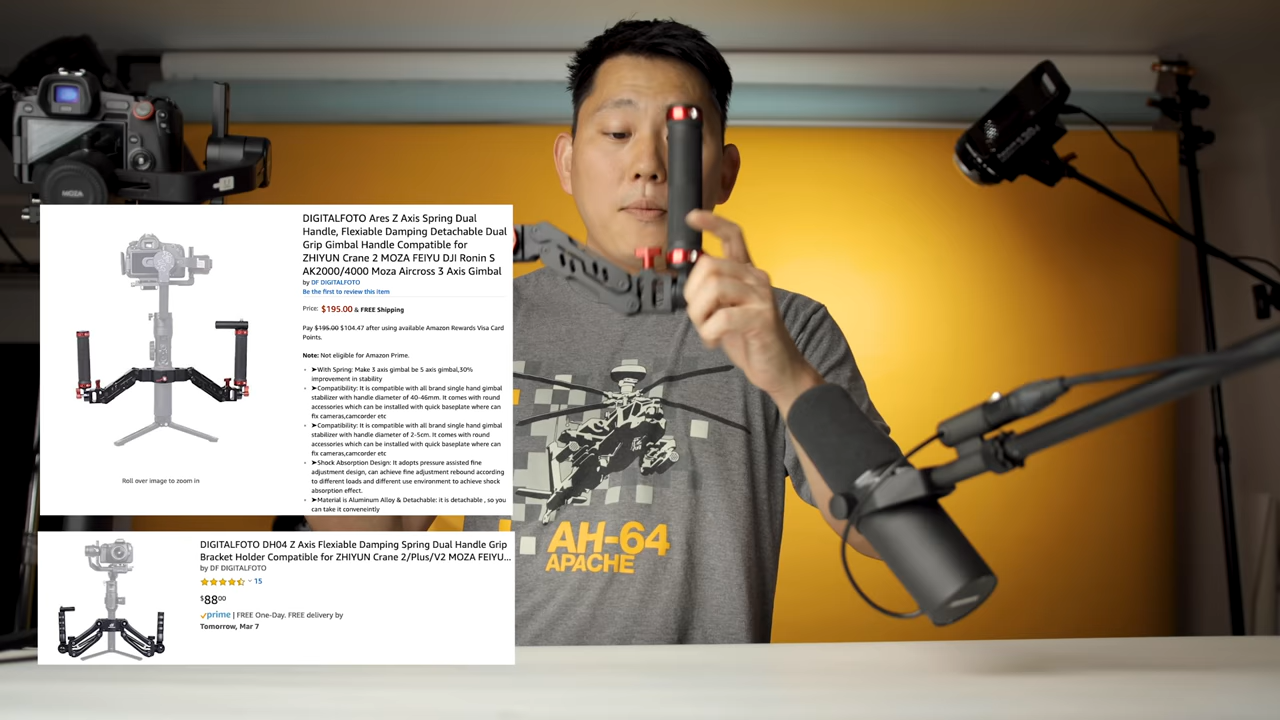 MOZA
DIGITALFOTO Ares Z Axis Spring Dual
Handle, Flexiable Damping Detachable Dual
Grip Gimbal Handle Compatible for
ZHIYUN Crane 2 MOZA FEIYU DJI Ronin S
AK2000/4000 Moza Aircross 3 Axis Gimbal
by DF DIGITALFOTO
Be the first to review this item
Price: $195.00 & FREE Shipping
Pay $195.00 $104.47 after using available Amazon Rewards Visa Card
Points.
Note: Not eligible for Amazon Prime.
➤With Spring: Make 3 axis gimbal be 5 axis gimbal,30%
improvement in stability
➤Compatibility: It is compatible with all brand single hand gimbal
stabilizer with handle diameter of 40-46mm. It comes with round
accessories which can be installed with quick baseplate where can
fix cameras,camcorder etc
➤Compatibility: It is compatible with all brand single hand gimbal
stabilizer with handle diameter of 2-5cm. It comes with round
accessories which can be installed with quick baseplate where can
fix cameras,camcorder etc
➤Shock Absorption Design: It adopts pressure assisted fine
adjustment design, can achieve fine adjustment rebound according
to different loads and different use environment to achieve shock
absorption effect.
➤Material is Aluminum Alloy & Detachable: it is detachable , so you
can take it conveneintly
Roll over image to zoom in
DIGITALFOTO DH04 Z Axis Flexiable Damping Spring Dual Handle Grip
Bracket Holder Compatible for ZHIYUN Crane 2/Plus/V2 MOZA FEIYU...
by DF DIGITALFOTO
15
$8800
prime | FREE One-Day. FREE delivery by
Tomorrow, Mar 7
AH-64
APACHE